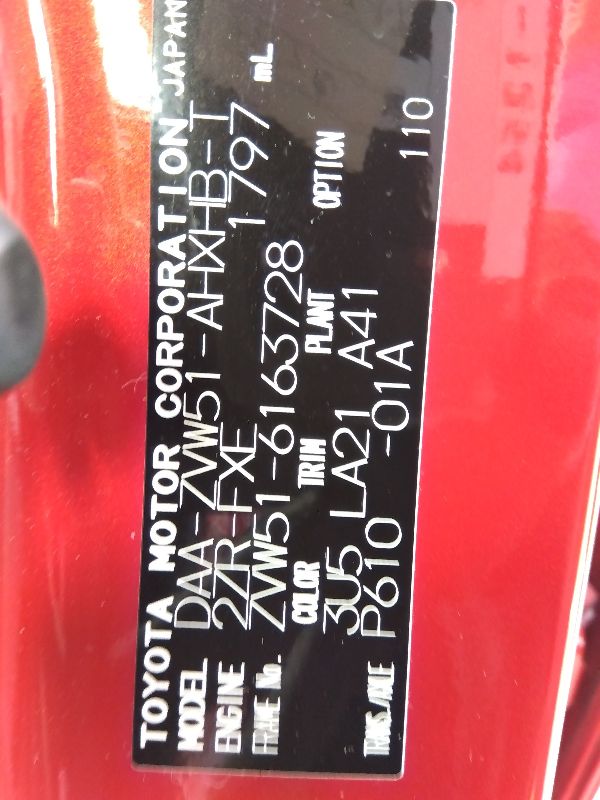 TOYOTA MOTOR CORPORATION JAPAN
MODEL DAA-ZVW51-AHXHB-T
ENGINE 2ZR-FXE 1797 mL
FRAME No. ZVW51-6163728
COLOR TRIM PLANT OPTION
3U5 LA21 A41 110
TRANS/AXLE P610 -01A